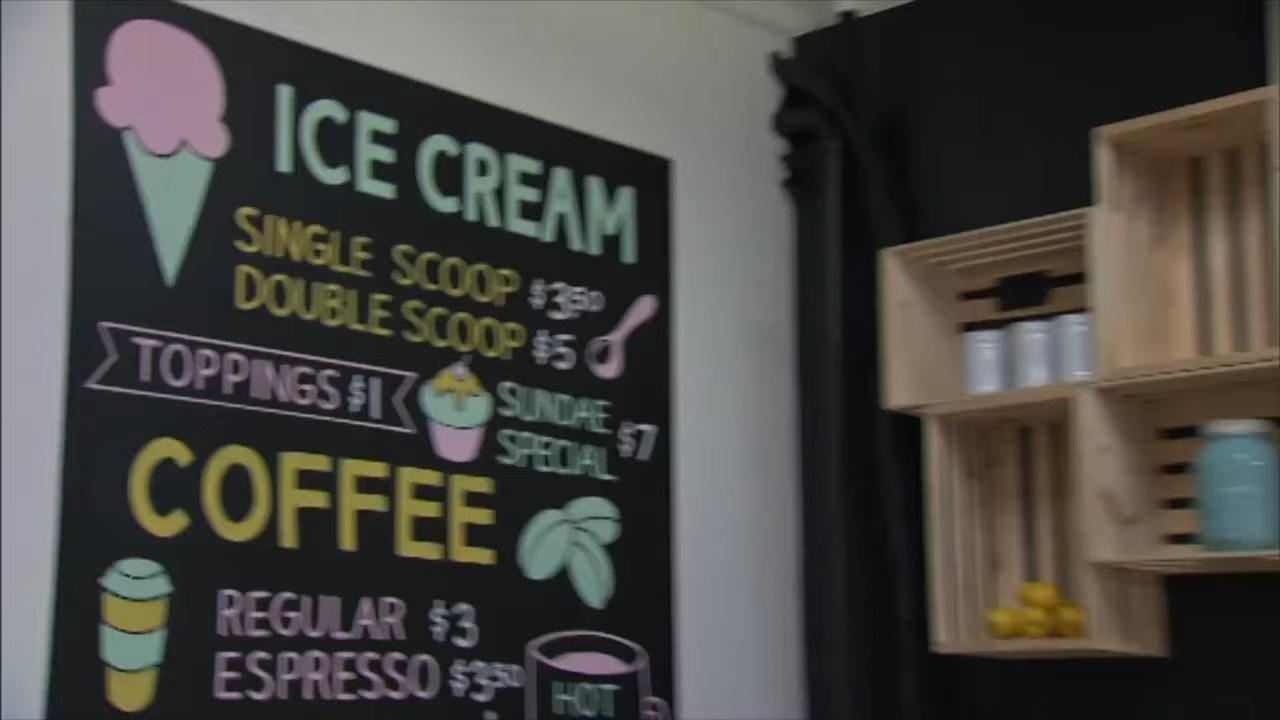 ICE CREAM
SINGLE SCOOP $3.50
DOUBLE SCOOP $5
TOPPINGS $1
SUNDAE
SPECIAL $7
COFFEE
REGULAR $3
ESPRESSO $3.50
HOT